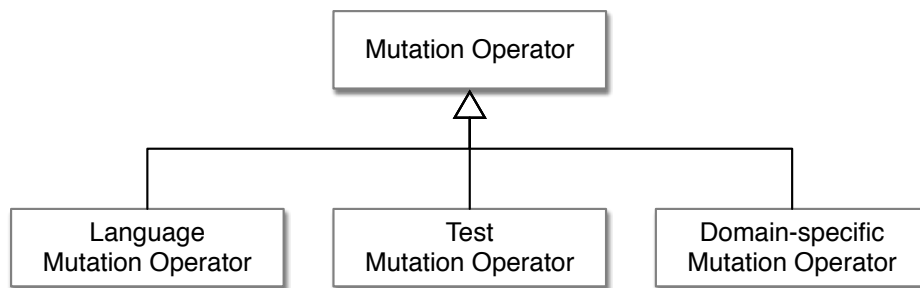 Mutation Operator
Language
Mutation Operator
Test
Mutation Operator
Domain-specific
Mutation Operator